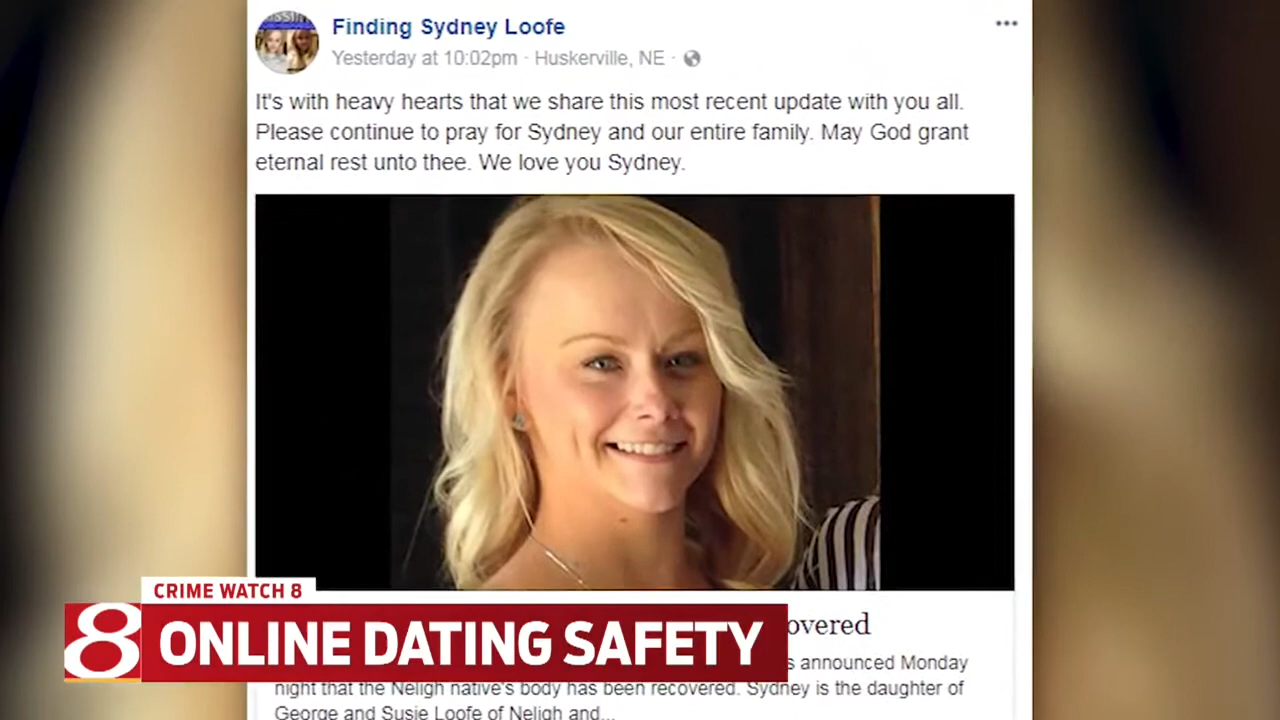 Finding Sydney Loofe
Yesterday at 10:02pm · Huskerville, NE ·
It's with heavy hearts that we share this most recent update with you all.
Please continue to pray for Sydney and our entire family. May God grant
eternal rest unto thee. We love you Sydney.
CRIME WATCH 8
8 ONLINE DATING SAFETY
overed
s announced Monday
night that the Neligh native's body has been recovered. Sydney is the daughter of
George and Susie Loofe of Neligh and...